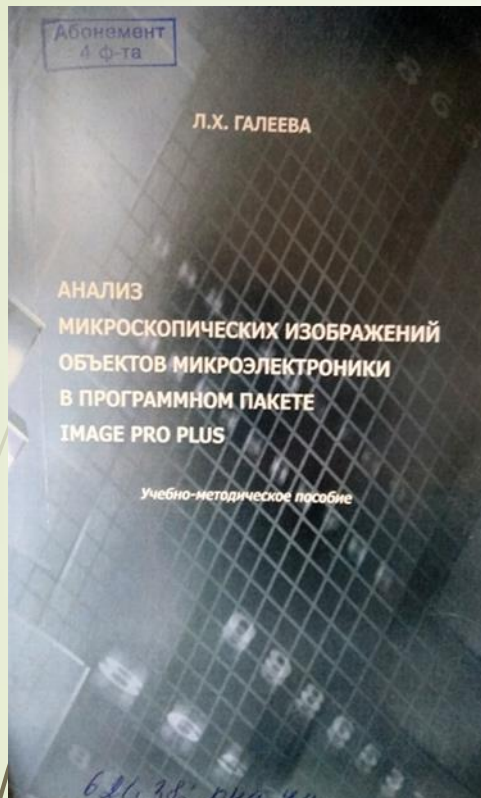 Абонемент
4 ф-та
Л.Х. ГАЛЕЕВА
АНАЛИЗ
МИКРОСКОПИЧЕСКИХ ИЗОБРАЖЕНИЙ
ОБЪЕКТОВ МИКРОЭЛЕКТРОНИКИ
В ПРОГРАММНОМ ПАКЕТЕ
IMAGE PRO PLUS
Учебно-методическое пособие